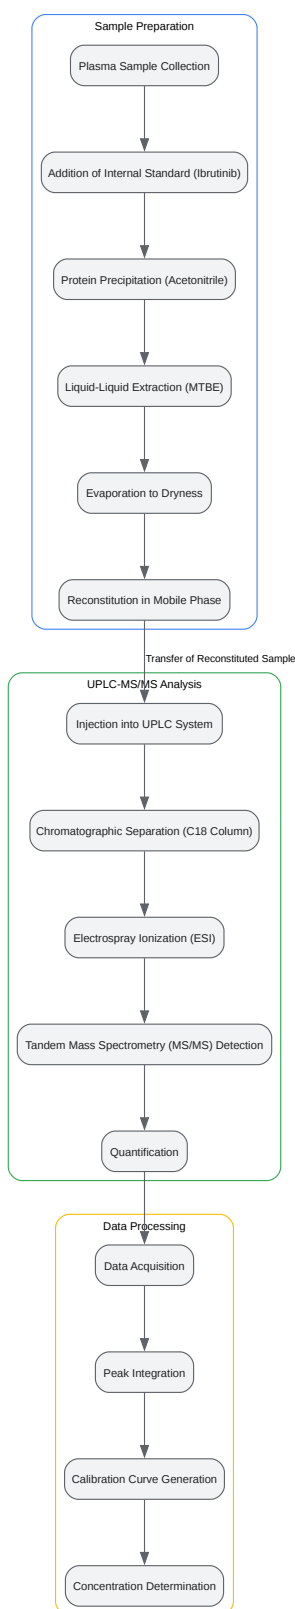 Sample Preparation
Plasma Sample Collection
Addition of Internal Standard (Ibrutinib)
Protein Precipitation (Acetonitrile)
Liquid-Liquid Extraction (MTBE)
Evaporation to Dryness
Reconstitution in Mobile Phase
Transfer of Reconstituted Sample
UPLC-MS/MS Analysis
Injection into UPLC System
Chromatographic Separation (C18 Column)
Electrospray Ionization (ESI)
Tandem Mass Spectrometry (MS/MS) Detection
Quantification
Data Processing
Data Acquisition
Peak Integration
Calibration Curve Generation
Concentration Determination